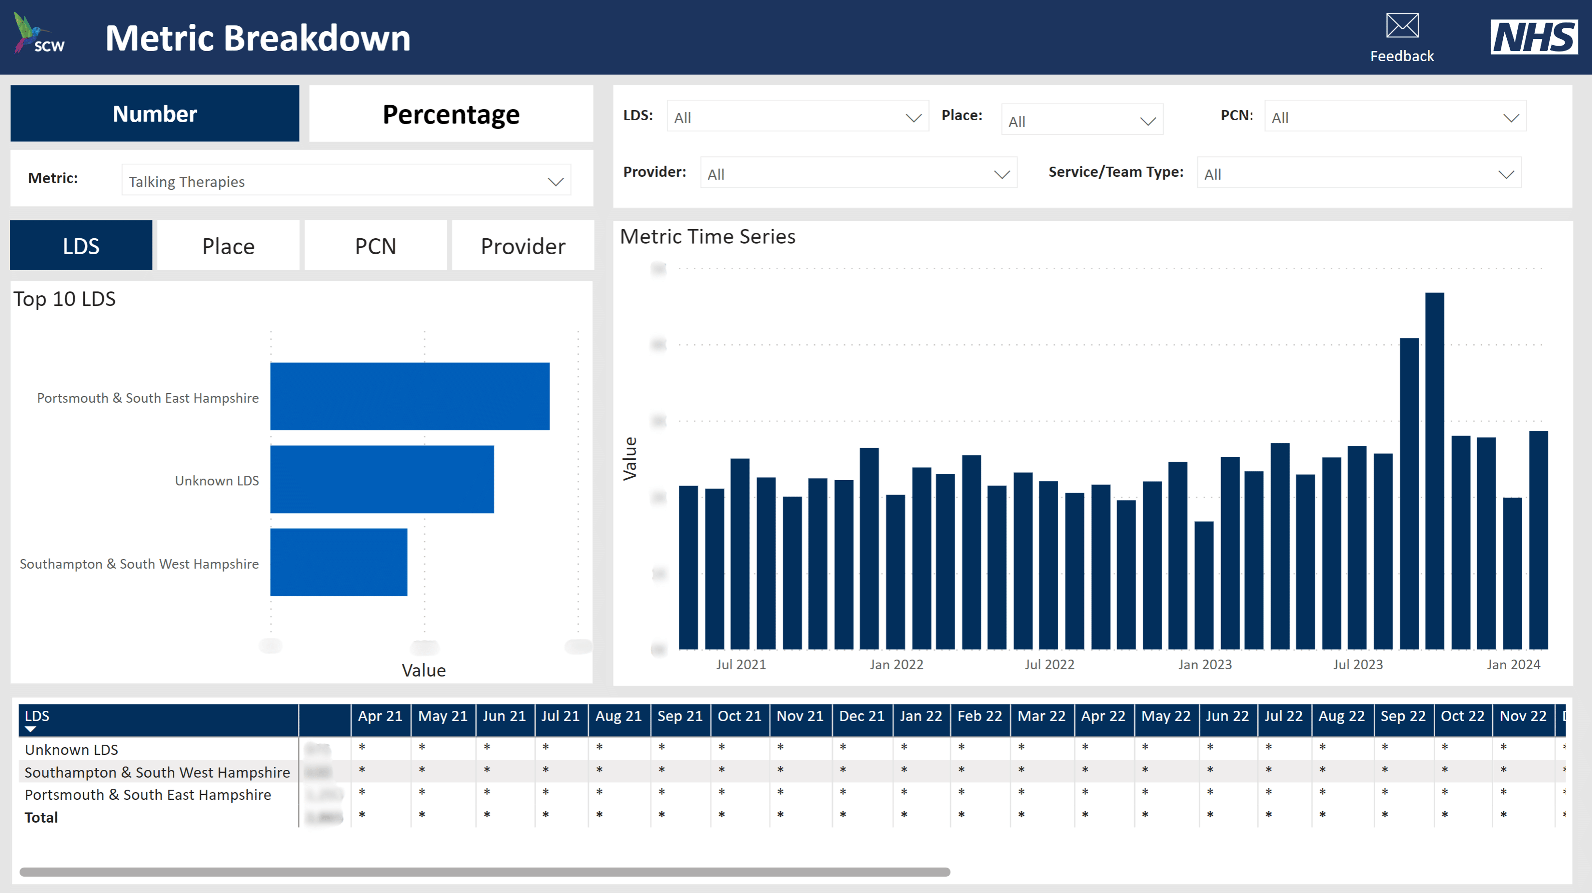 SCW
Metric Breakdown
Feedback
NHS
Number
Percentage
LDS: All
Place: All
PCN: All
Provider: All
Service/Team Type: All
Metric: Talking Therapies
LDS
Place
PCN
Provider
Top 10 LDS
Portsmouth & South East Hampshire
Unknown LDS
Southampton & South West Hampshire
Value
Metric Time Series
Value
Jul 2021 Jan 2022 Jul 2022 Jan 2023 Jul 2023 Jan 2024
LDS Apr 21 May 21 Jun 21 Jul 21 Aug 21 Sep 21 Oct 21 Nov 21 Dec 21 Jan 22 Feb 22 Mar 22 Apr 22 May 22 Jun 22 Jul 22 Aug 22 Sep 22 Oct 22 Nov 22
Unknown LDS * * * * * * * * * * * * * * * * * * * * *
Southampton & South West Hampshire * * * * * * * * * * * * * * * * * * * * *
Portsmouth & South East Hampshire * * * * * * * * * * * * * * * * * * * * *
Total * * * * * * * * * * * * * * * * * * * * *